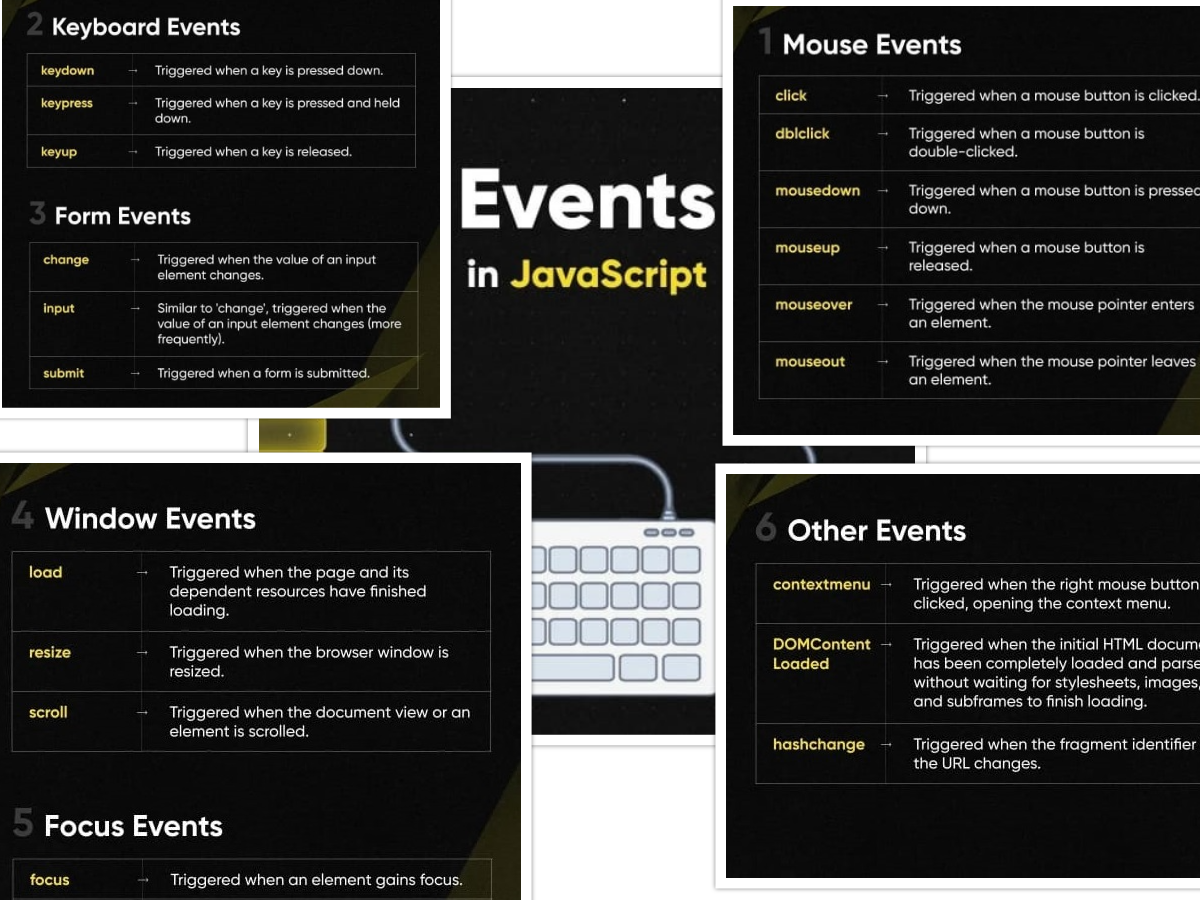 2 Keyboard Events
keydown → Triggered when a key is pressed down.
keypress → Triggered when a key is pressed and held
down.
keyup → Triggered when a key is released.
3 Form Events
change → Triggered when the value of an input
element changes.
input → Similar to 'change', triggered when the
value of an input element changes (more
frequently).
submit → Triggered when a form is submitted.
Events
in JavaScript
1 Mouse Events
click → Triggered when a mouse button is clicked.
dblclick → Triggered when a mouse button is
double-clicked.
mousedown → Triggered when a mouse button is pressed
down.
mouseup → Triggered when a mouse button is
released.
mouseover → Triggered when the mouse pointer enters
an element.
mouseout → Triggered when the mouse pointer leaves
an element.
4 Window Events
load → Triggered when the page and its
dependent resources have finished
loading.
resize → Triggered when the browser window is
resized.
scroll → Triggered when the document view or an
element is scrolled.
5 Focus Events
focus → Triggered when an element gains focus.
6 Other Events
contextmenu → Triggered when the right mouse button
clicked, opening the context menu.
DOMContent → Triggered when the initial HTML docum
Loaded has been completely loaded and parse
without waiting for stylesheets, images,
and subframes to finish loading.
hashchange → Triggered when the fragment identifier
the URL changes.